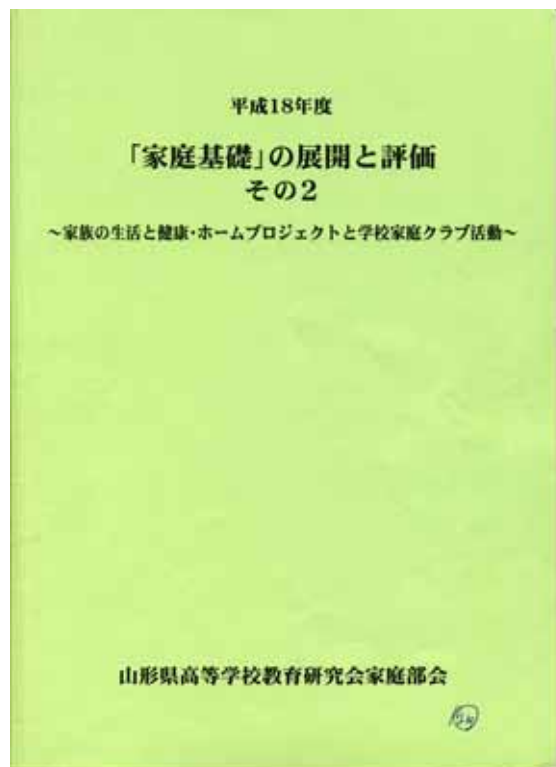 平成18年度
「家庭基礎」の展開と評価
その2
～家族の生活と健康・ホームプロジェクトと学校家庭クラブ活動～
山形県高等学校教育研究会家庭部会